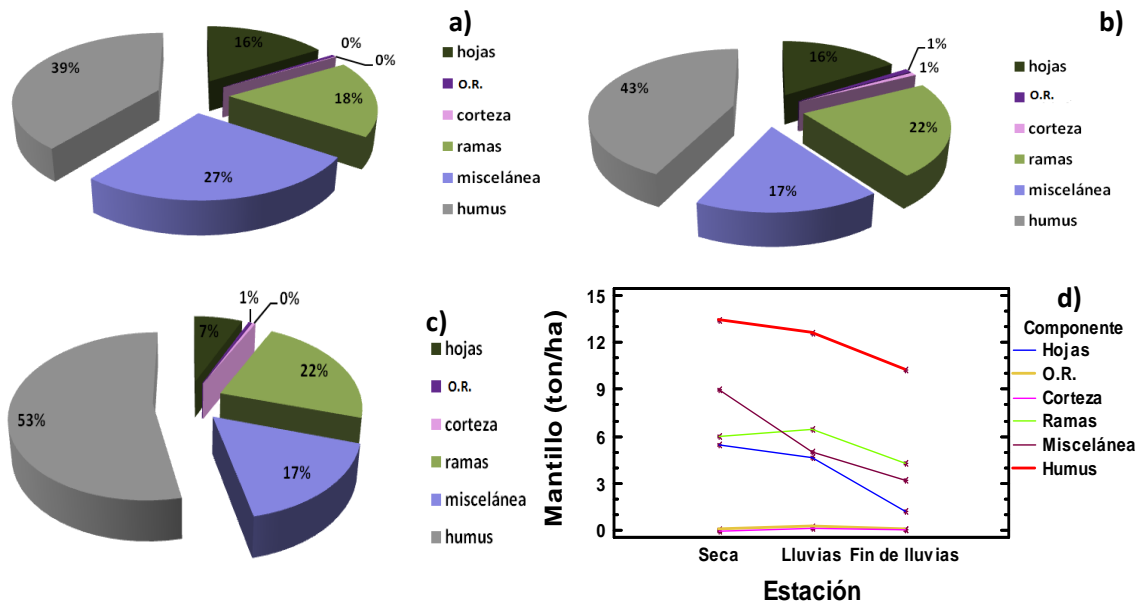 a)
16%
0%
0%
18%
27%
39%
hojas
O.R.
corteza
ramas
miscelánea
humus
b)
16%
1%
1%
22%
17%
43%
hojas
O.R.
corteza
ramas
miscelánea
humus
c)
7%
1%
0%
22%
17%
53%
hojas
O.R.
corteza
ramas
miscelánea
humus
d)
Mantillo (ton/ha)
15
12
9
6
3
0
Seca
Lluvias
Fin de lluvias
Estación
Componente
Hojas
O.R.
Corteza
Ramas
Miscelánea
Humus